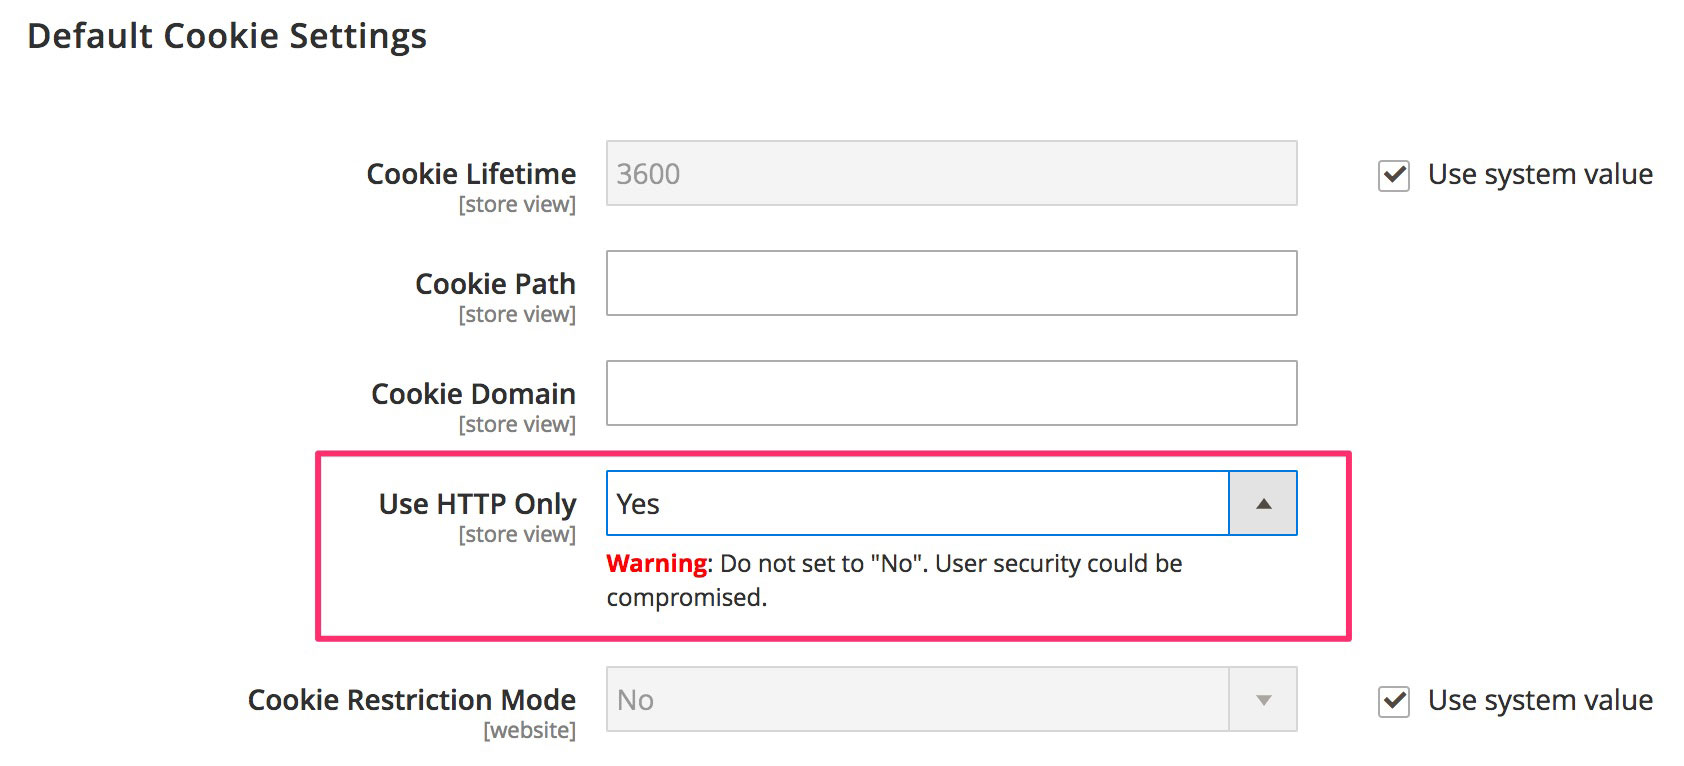 Default Cookie Settings
Cookie Lifetime
[store view]
3600
Use system value
Cookie Path
[store view]
Cookie Domain
[store view]
Use HTTP Only
[store view]
Yes
Warning: Do not set to "No". User security could be
compromised.
Cookie Restriction Mode
[website]
No
Use system value